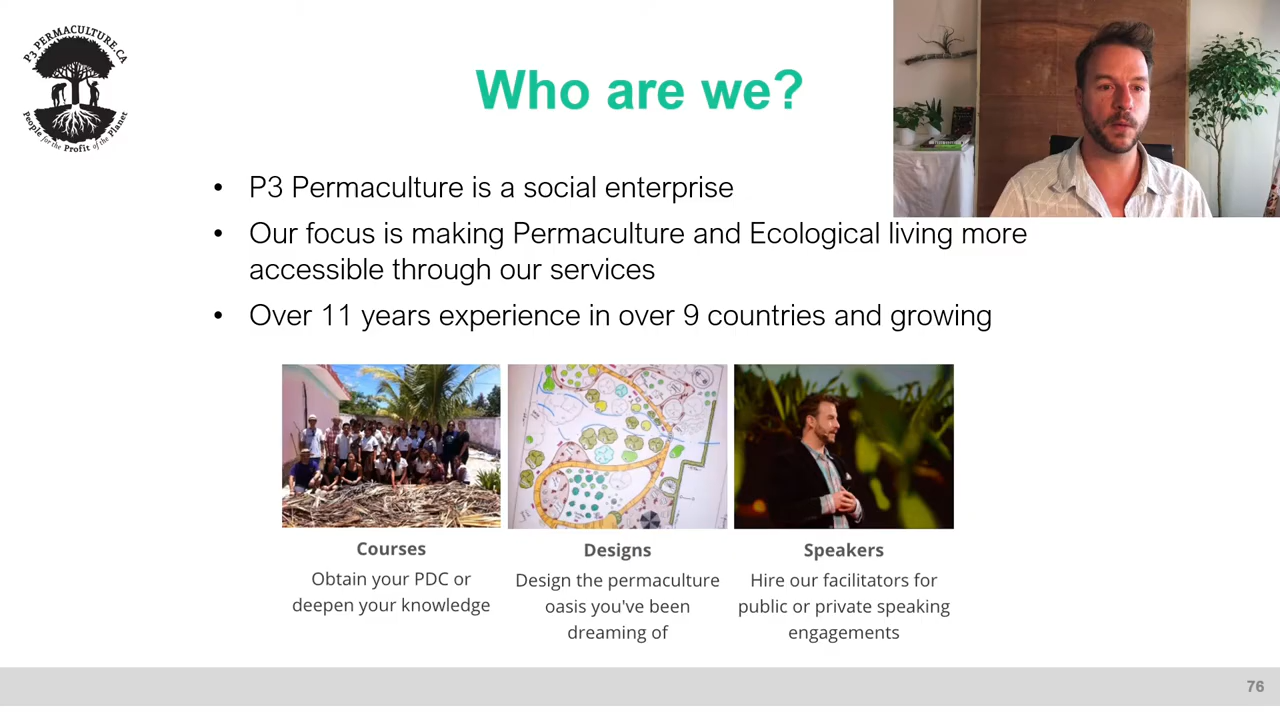 P3 PERMACULTURE.CA
People for the Profit of the Planet
Who are we?
• P3 Permaculture is a social enterprise
• Our focus is making Permaculture and Ecological living more
accessible through our services
• Over 11 years experience in over 9 countries and growing
Courses
Obtain your PDC or
deepen your knowledge
Designs
Design the permaculture
oasis you've been
dreaming of
Speakers
Hire our facilitators for
public or private speaking
engagements
76